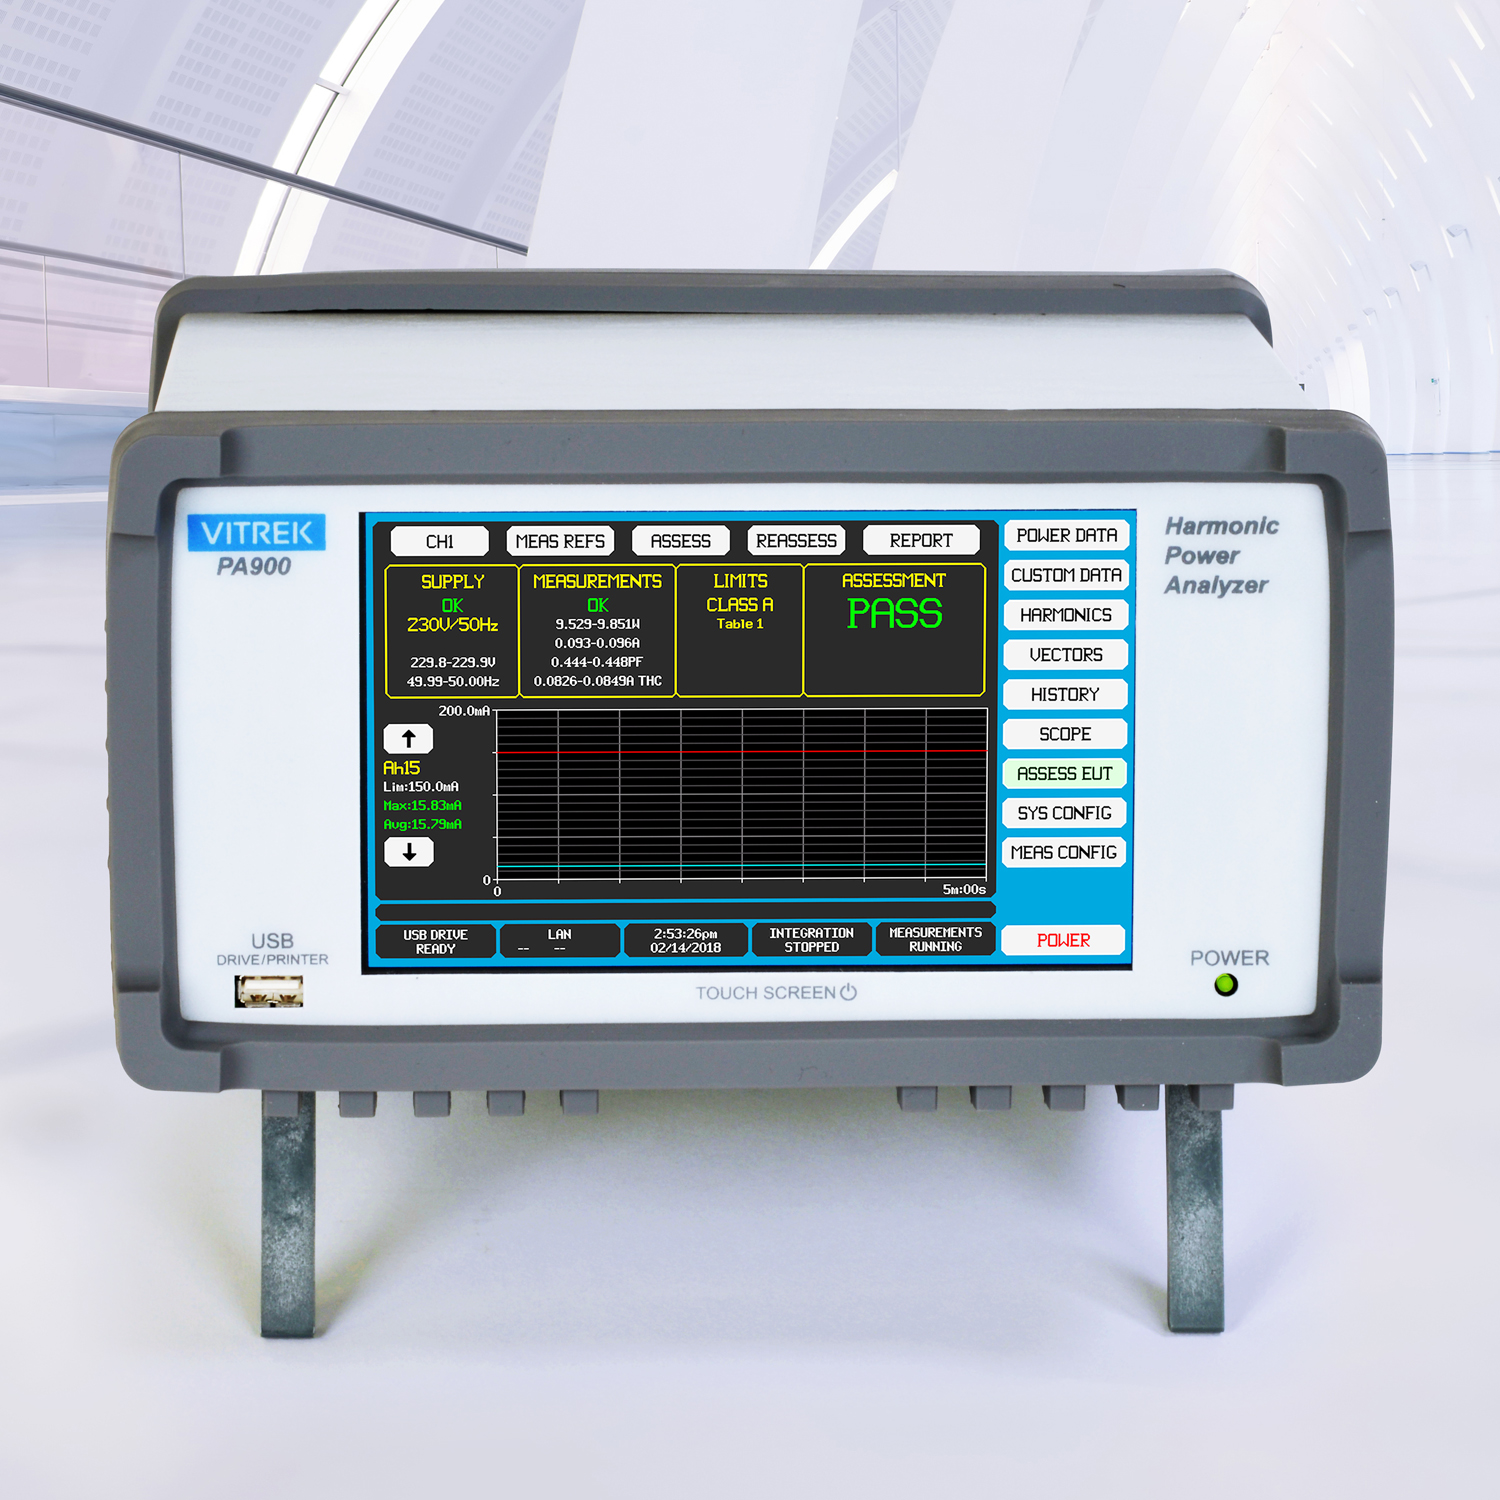 VITREK
PA900
Harmonic
Power
Analyzer
CH1
MEAS REFS
ASSESS
REASSESS
REPORT
SUPPLY
OK
230V/50Hz
229.8-229.9V
49.99-50.00Hz
MEASUREMENTS
OK
9.529-9.851W
0.093-0.096A
0.444-0.448PF
0.0826-0.0849A THC
LIMITS
CLASS A
Table 1
ASSESSMENT
PASS
200.0mA
Ah15
Lim:150.0mA
Max:15.83mA
Avg:15.79mA
0
0
5m:00s
POWER DATA
CUSTOM DATA
HARMONICS
VECTORS
HISTORY
SCOPE
ASSESS EUT
SYS CONFIG
MEAS CONFIG
POWER
USB DRIVE
READY
LAN
-- --
2:53:26pm
02/14/2018
INTEGRATION
STOPPED
MEASUREMENTS
RUNNING
USB
DRIVE/PRINTER
TOUCH SCREEN
POWER